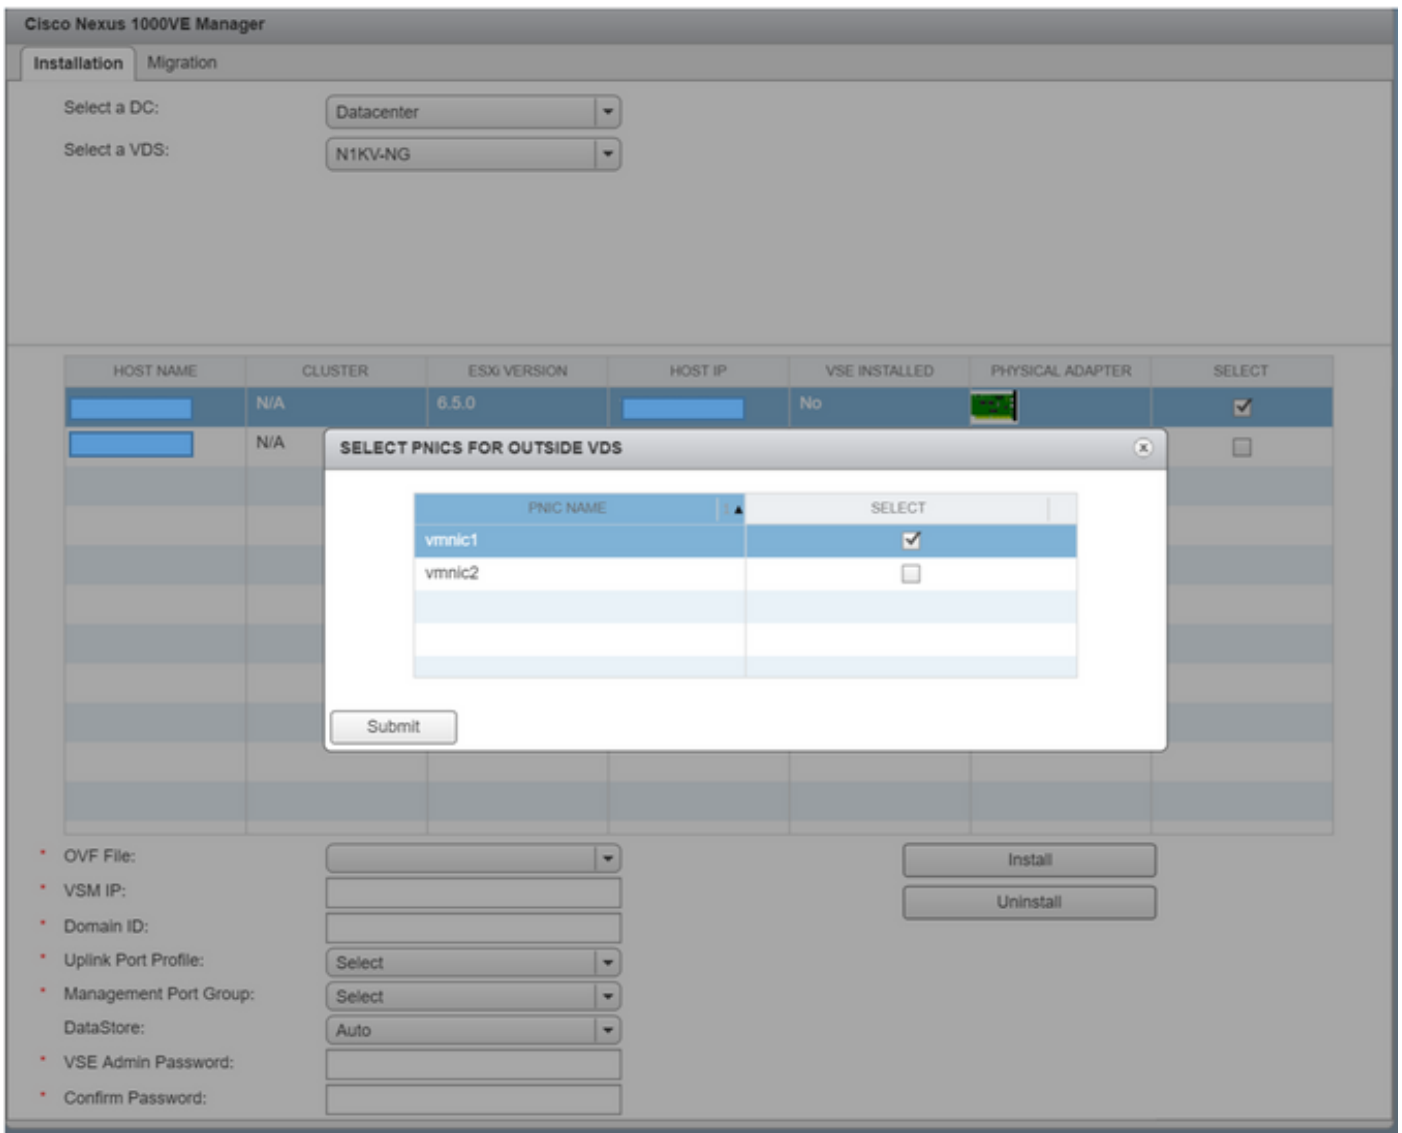 Cisco Nexus 1000VE Manager
Installation Migration
Select a DC: Datacenter
Select a VDS: N1KV-NG
HOST NAME CLUSTER ESXi VERSION HOST IP VSE INSTALLED PHYSICAL ADAPTER SELECT
N/A 6.5.0 No
N/A
SELECT PNICS FOR OUTSIDE VDS
PNIC NAME SELECT
vmnic1
vmnic2
Submit
* OVF File: Install
* VSM IP: Uninstall
* Domain ID:
* Uplink Port Profile: Select
* Management Port Group: Select
DataStore: Auto
* VSE Admin Password:
* Confirm Password: